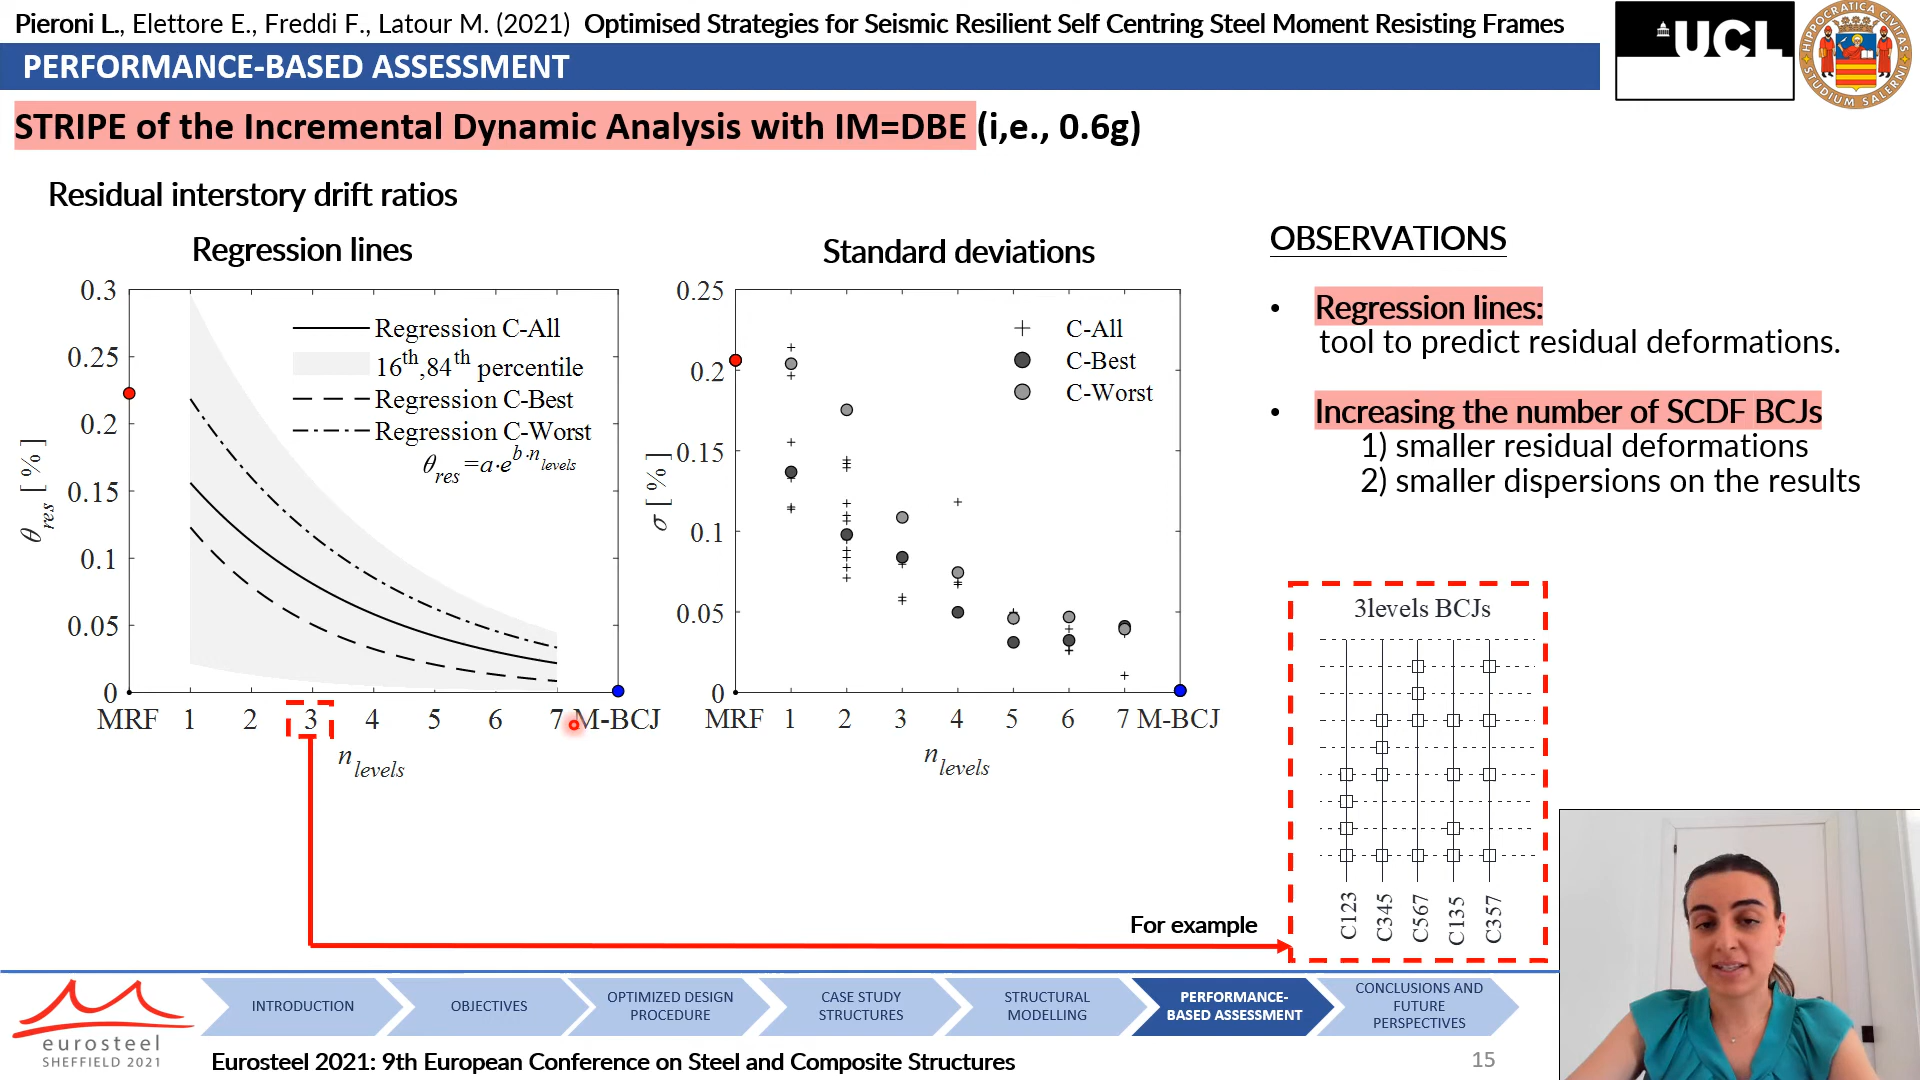 Pieroni L., Elettore E., Freddi F., Latour M. (2021) Optimised Strategies for Seismic Resilient Self Centring Steel Moment Resisting Frames
UCL
HIPPOCRATICA CIVITAS STUDIUM SALERNI
PERFORMANCE-BASED ASSESSMENT
STRIPE of the Incremental Dynamic Analysis with IM=DBE (i,e., 0.6g)
Residual interstory drift ratios
Regression lines
0.3
0.25
0.2
0.15
0.1
0.05
0
θres [%]
Regression C-All
16th,84th percentile
Regression C-Best
Regression C-Worst
θres=a·e^b·nlevels
MRF 1 2 3 4 5 6 7 M-BCJ
nlevels
Standard deviations
0.25
0.2
0.15
0.1
0.05
0
σ [%]
C-All
C-Best
C-Worst
MRF 1 2 3 4 5 6 7 M-BCJ
nlevels
OBSERVATIONS
• Regression lines:
tool to predict residual deformations.
• Increasing the number of SCDF BCJs
1) smaller residual deformations
2) smaller dispersions on the results
3levels BCJs
C123 C345 C567 C135 C357
For example
eurosteel
SHEFFIELD 2021
INTRODUCTION
OBJECTIVES
OPTIMIZED DESIGN
PROCEDURE
CASE STUDY
STRUCTURES
STRUCTURAL
MODELLING
PERFORMANCE-
BASED ASSESSMENT
CONCLUSIONS AND
FUTURE
PERSPECTIVES
Eurosteel 2021: 9th European Conference on Steel and Composite Structures
15